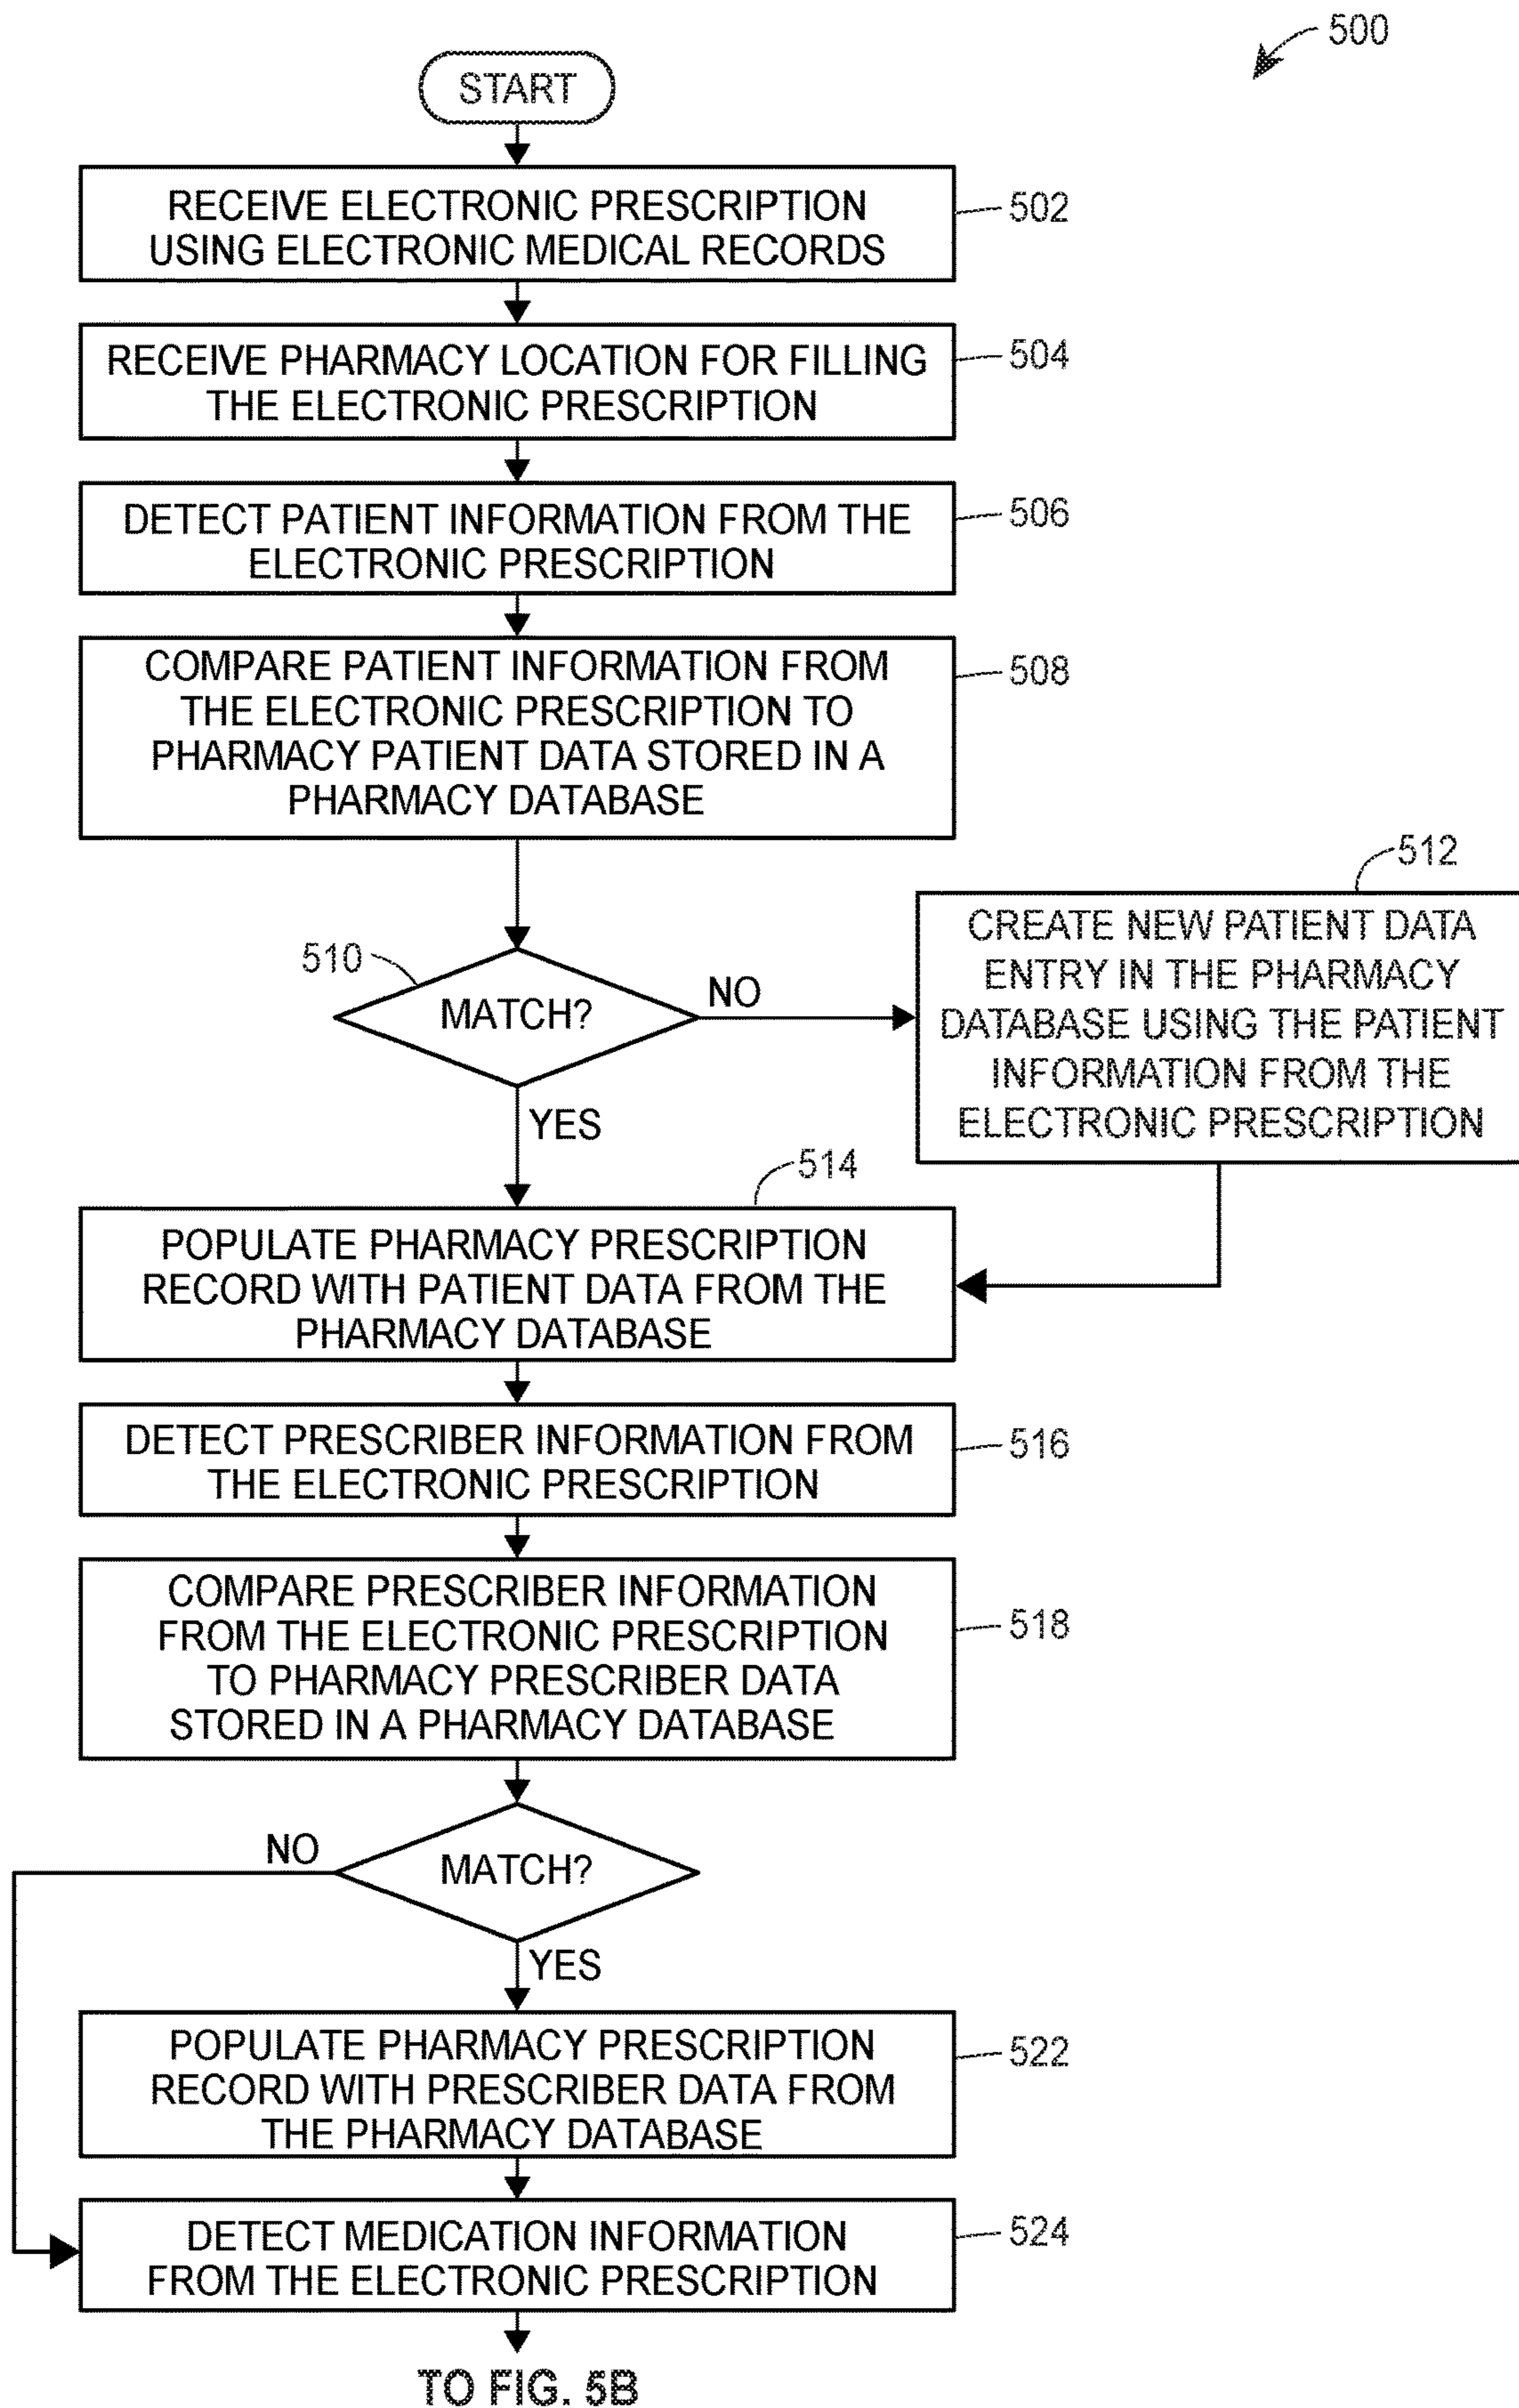 500
START
RECEIVE ELECTRONIC PRESCRIPTION
USING ELECTRONIC MEDICAL RECORDS
502
RECEIVE PHARMACY LOCATION FOR FILLING
THE ELECTRONIC PRESCRIPTION
504
DETECT PATIENT INFORMATION FROM THE
ELECTRONIC PRESCRIPTION
506
COMPARE PATIENT INFORMATION FROM
THE ELECTRONIC PRESCRIPTION TO
PHARMACY PATIENT DATA STORED IN A
PHARMACY DATABASE
508
510
MATCH?
NO
YES
512
CREATE NEW PATIENT DATA
ENTRY IN THE PHARMACY
DATABASE USING THE PATIENT
INFORMATION FROM THE
ELECTRONIC PRESCRIPTION
514
POPULATE PHARMACY PRESCRIPTION
RECORD WITH PATIENT DATA FROM THE
PHARMACY DATABASE
DETECT PRESCRIBER INFORMATION FROM
THE ELECTRONIC PRESCRIPTION
516
COMPARE PRESCRIBER INFORMATION
FROM THE ELECTRONIC PRESCRIPTION
TO PHARMACY PRESCRIBER DATA
STORED IN A PHARMACY DATABASE
518
NO
MATCH?
YES
POPULATE PHARMACY PRESCRIPTION
RECORD WITH PRESCRIBER DATA FROM
THE PHARMACY DATABASE
522
DETECT MEDICATION INFORMATION
FROM THE ELECTRONIC PRESCRIPTION
524
TO FIG. 5B